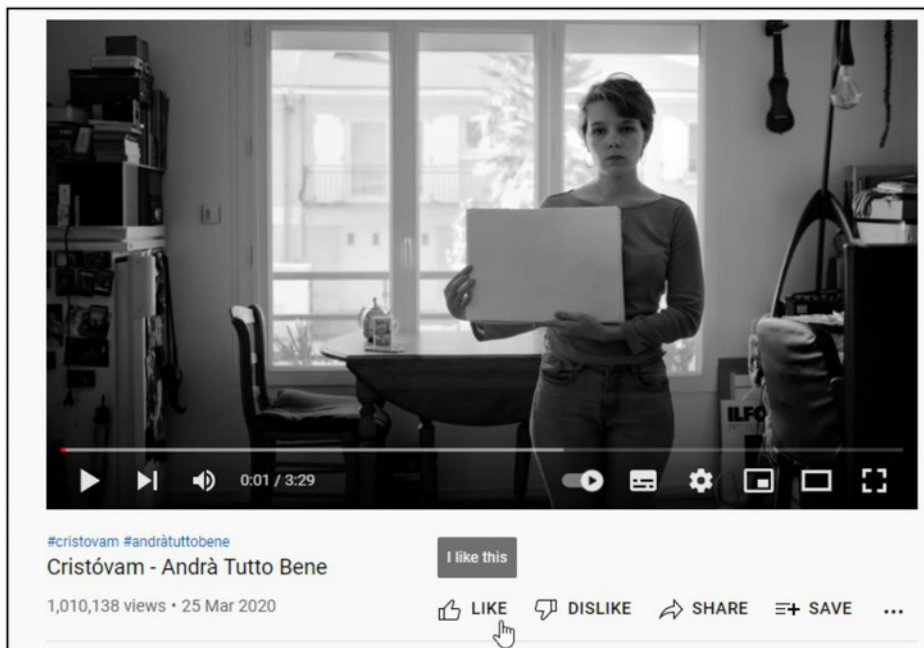 ILFO
0:01 / 3:29
#cristovam #andràtuttobene
Cristóvam - Andrà Tutto Bene
1,010,138 views • 25 Mar 2020
I like this
LIKE DISLIKE SHARE SAVE ...